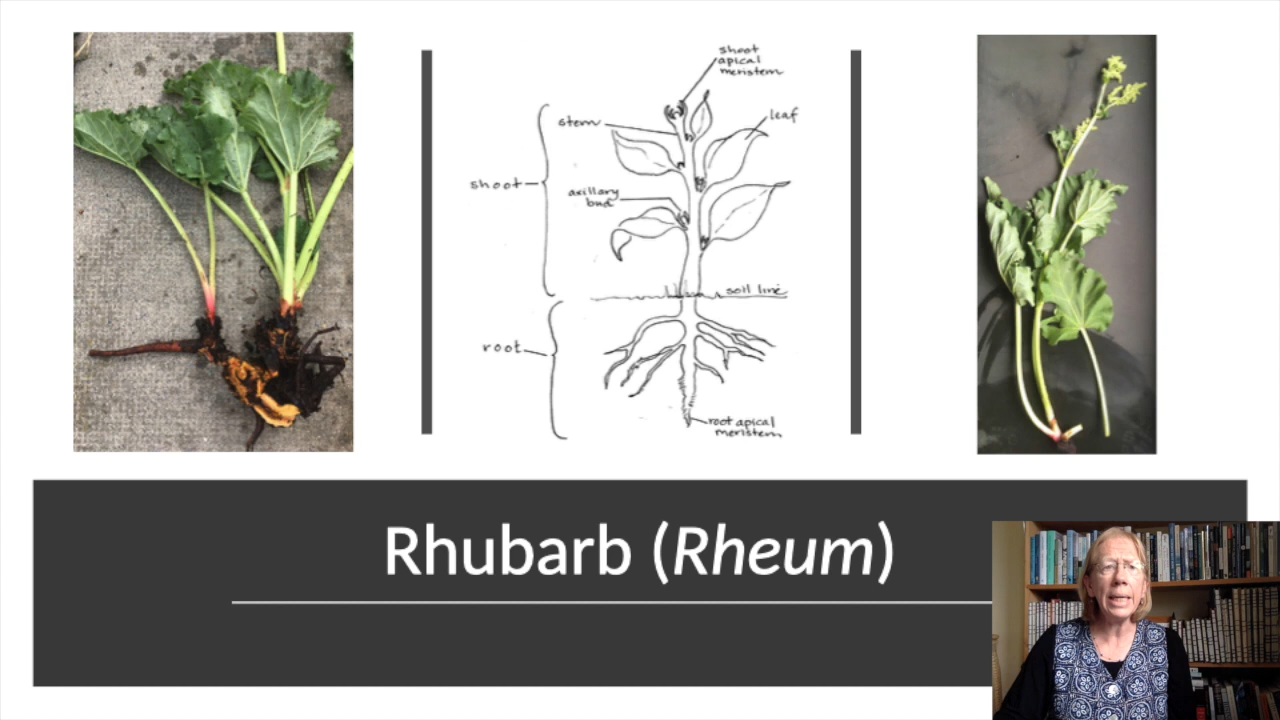 shoot
apical
meristem
stem
leaf
shoot
axillary
bud
soil line
root
root apical
meristem
Rhubarb (Rheum)